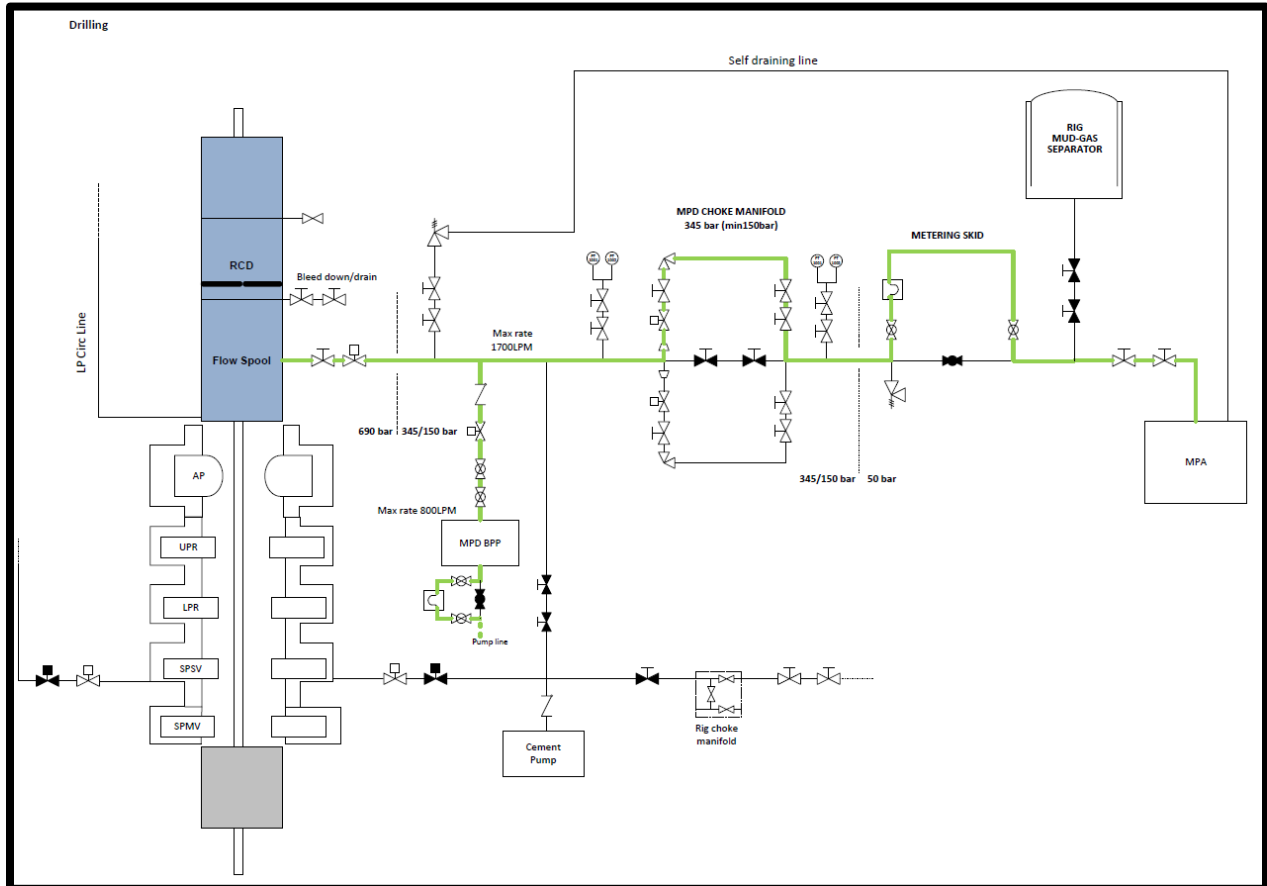 Drilling
Self draining line
RIG
MUD-GAS
SEPARATOR
MPD CHOKE MANIFOLD
345 bar (min150bar)
METERING SKID
RCD
Bleed down/drain
LP Circ Line
Flow Spool
Max rate
1700LPM
690 bar
345/150 bar
345/150 bar
50 bar
AP
MPA
Max rate 800LPM
MPD BPP
UPR
LPR
Pump line
SPSV
SPMV
Rig choke
manifold
Cement
Pump